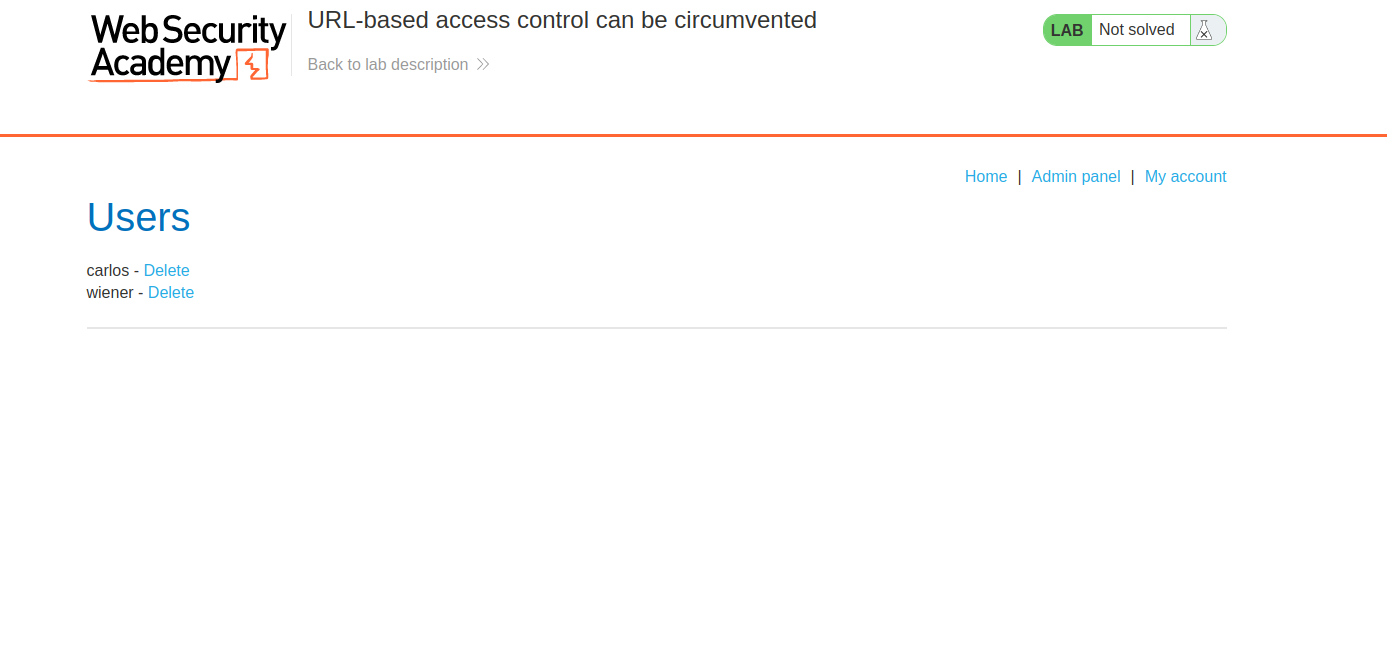 Web Security
Academy
URL-based access control can be circumvented
Back to lab description
LAB Not solved
Home | Admin panel | My account
Users
carlos - Delete
wiener - Delete